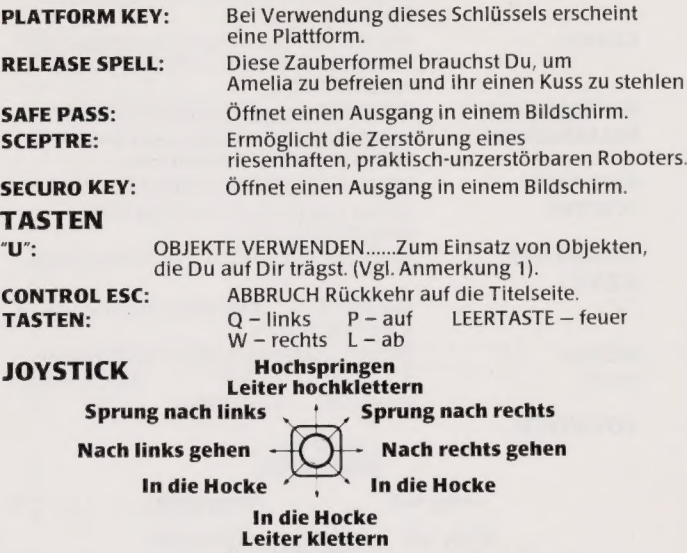 PLATFORM KEY: Bei Verwendung dieses Schlüssels erscheint
eine Plattform.
RELEASE SPELL: Diese Zauberformel brauchst Du, um
Amelia zu befreien und ihr einen Kuss zu stehlen
SAFE PASS: Öffnet einen Ausgang in einem Bildschirm.
SCEPTRE: Ermöglicht die Zerstörung eines
riesenhaften, praktisch-unzerstörbaren Roboters.
SECURO KEY: Öffnet einen Ausgang in einem Bildschirm.
TASTEN
"U": OBJEKTE VERWENDEN......Zum Einsatz von Objekten,
die Du auf Dir trägst. (Vgl. Anmerkung 1).
CONTROL ESC: ABBRUCH Rückkehr auf die Titelseite.
TASTEN: Q – links P – auf LEERTASTE – feuer
W – rechts L – ab
JOYSTICK Hochspringen
Leiter hochklettern
Sprung nach links Sprung nach rechts
Nach links gehen Nach rechts gehen
In die Hocke In die Hocke
In die Hocke
Leiter klettern